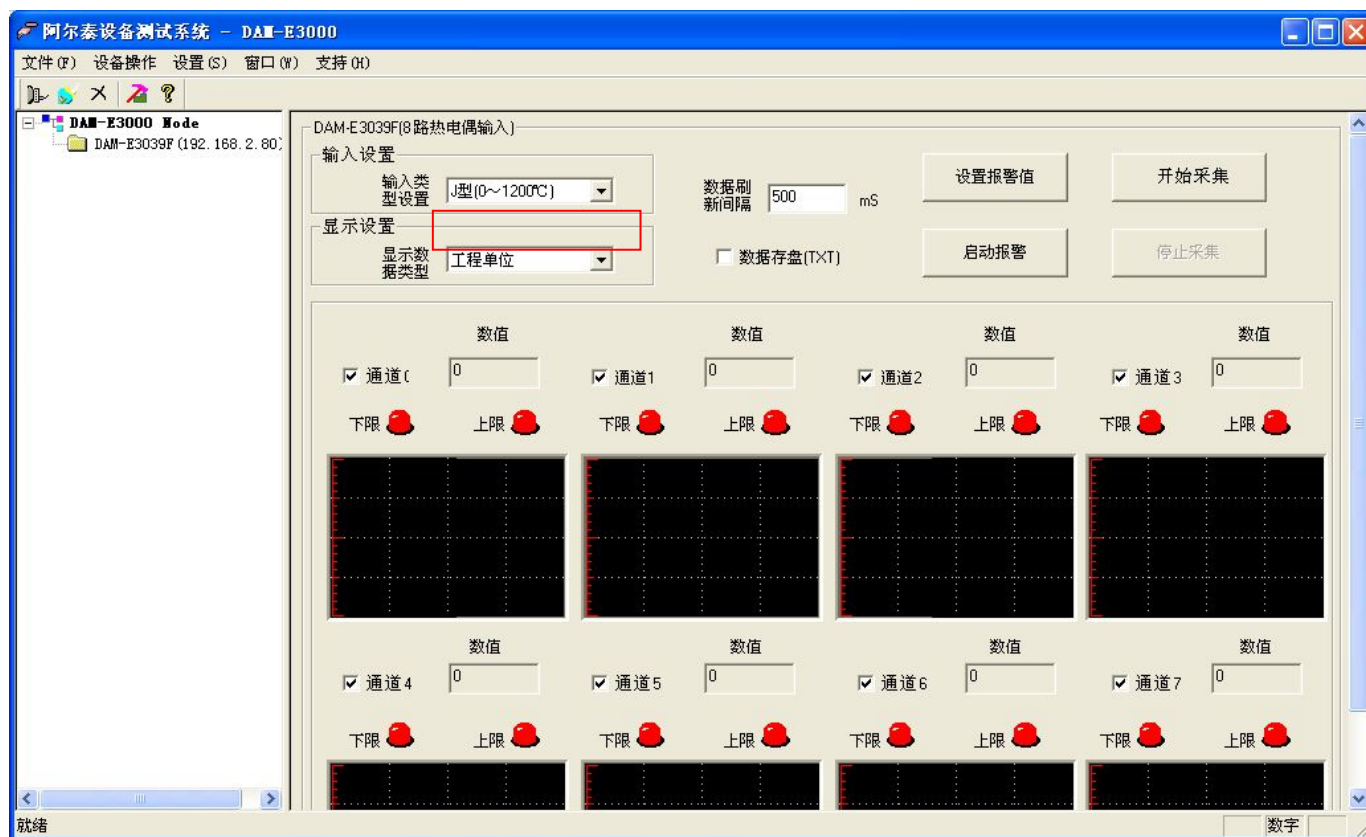 阿尔泰设备测试系统 - DAM-E3000
文件(F) 设备操作 设置(S) 窗口(W) 支持(H)
DAM-E3000 Node
DAM-E3039F(192.168.2.80)
DAM-E3039F(8路热电偶输入)
输入设置
输入类
型设置
J型(0～1200℃)
数据刷
新间隔
500
mS
设置报警值
开始采集
显示设置
显示数
据类型
工程单位
数据存盘(TXT)
启动报警
停止采集
数值 数值 数值 数值
通道0 0 通道1 0 通道2 0 通道3 0
下限 上限 下限 上限 下限 上限 下限 上限
数值 数值 数值 数值
通道4 0 通道5 0 通道6 0 通道7 0
下限 上限 下限 上限 下限 上限 下限 上限
就绪
数字